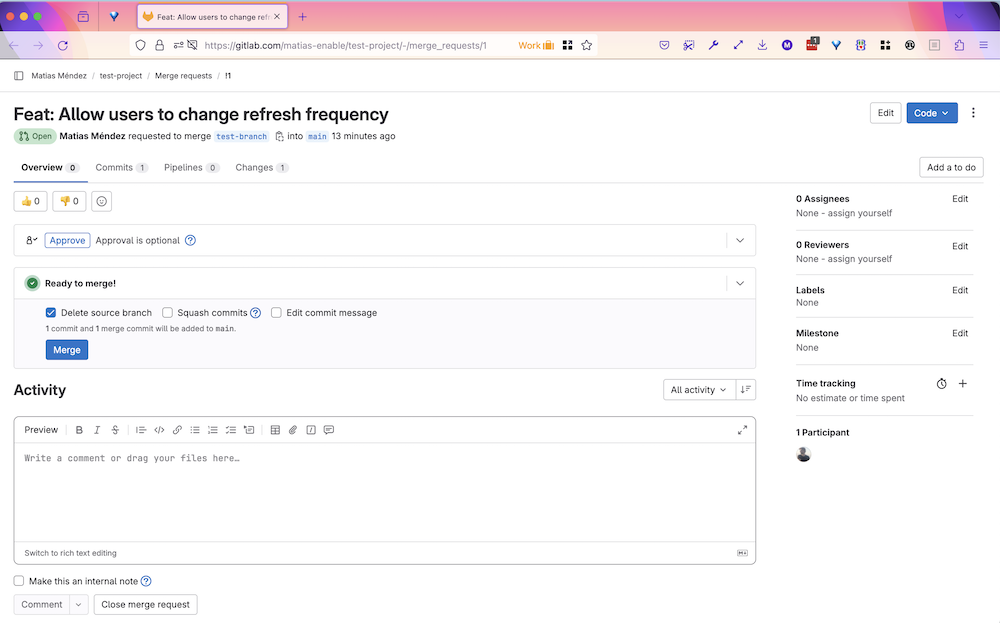 Feat: Allow users to change refr
https://gitlab.com/matias-enable/test-project/-/merge_requests/1
Work
1
Matias Méndez / test-project / Merge requests / !1
Feat: Allow users to change refresh frequency
Edit
Code
Open Matias Méndez requested to merge test-branch into main 13 minutes ago
Overview 0
Commits 1
Pipelines 0
Changes 1
Add a to do
0
0
0 Assignees
Edit
None - assign yourself
Approve
Approval is optional
0 Reviewers
Edit
None - assign yourself
Ready to merge!
Labels
Edit
None
Delete source branch
Squash commits
Edit commit message
1 commit and 1 merge commit will be added to main.
Milestone
Edit
None
Merge
Time tracking
No estimate or time spent
Activity
All activity
1 Participant
Preview
Write a comment or drag your files here…
Switch to rich text editing
Make this an internal note
Comment
Close merge request